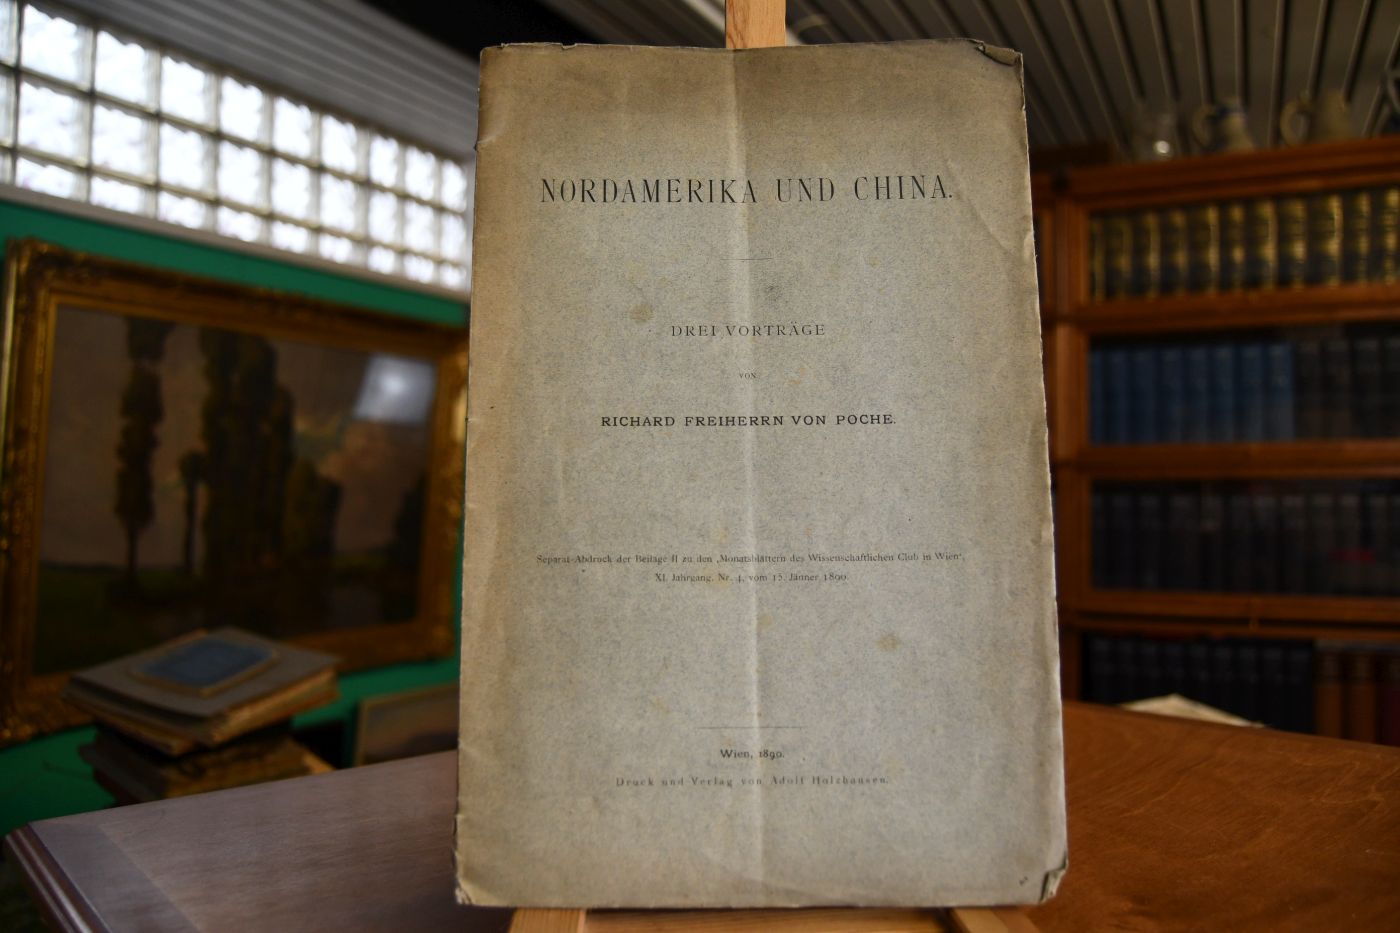 NORDAMERIKA UND CHINA.
DREI VORTRÄGE
VON
RICHARD FREIHERRN VON POCHE.
Separat-Abdruck der Beilage II zu den „Monatsblättern des Wissenschaftlichen Club in Wien“,
XI. Jahrgang, Nr. 4, vom 15. Jänner 1890.
Wien, 1890.
Druck und Verlag von Adolf Holzhausen.